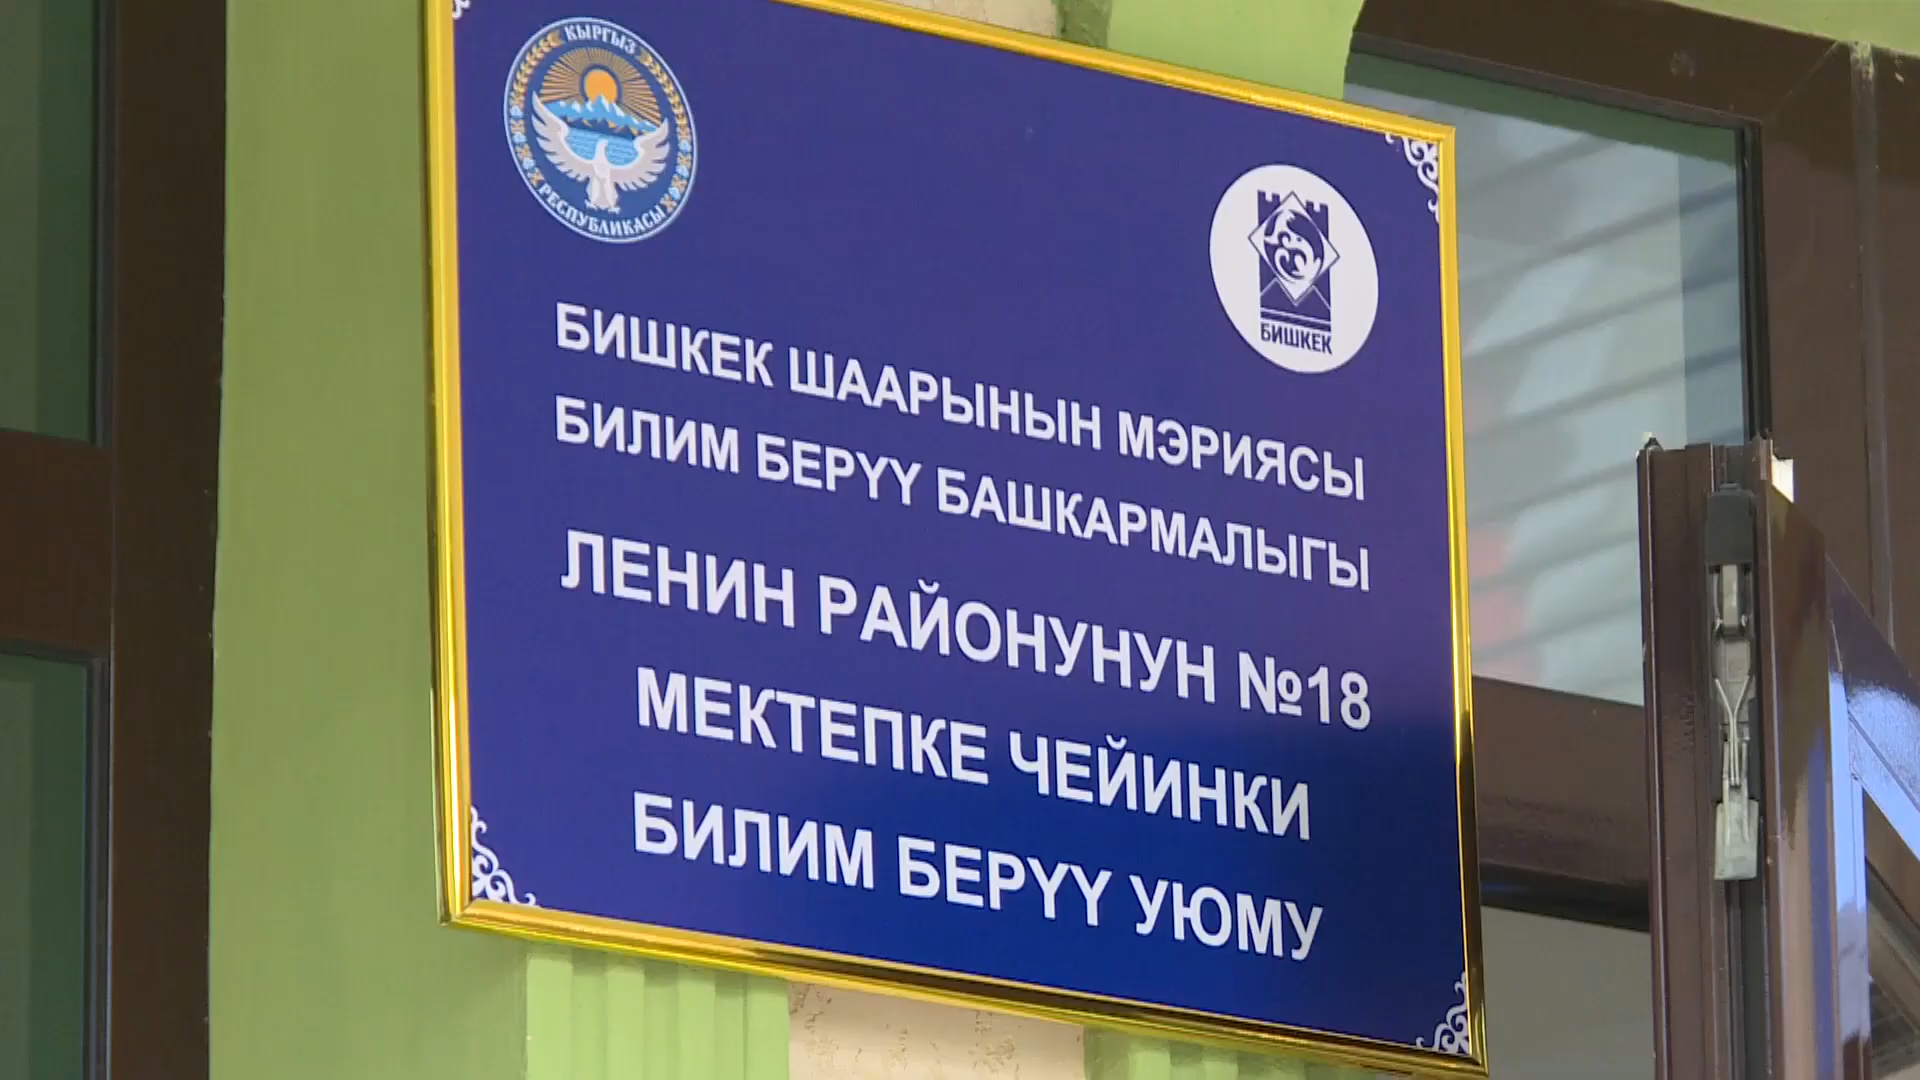 КЫРГЫЗ
РЕСПУБЛИКАСЫ
БИШКЕК
БИШКЕК ШААРЫНЫН МЭРИЯСЫ
БИЛИМ БЕРҮҮ БАШКАРМАЛЫГЫ
ЛЕНИН РАЙОНУНУН №18
МЕКТЕПКЕ ЧЕЙИНКИ
БИЛИМ БЕРҮҮ УЮМУ